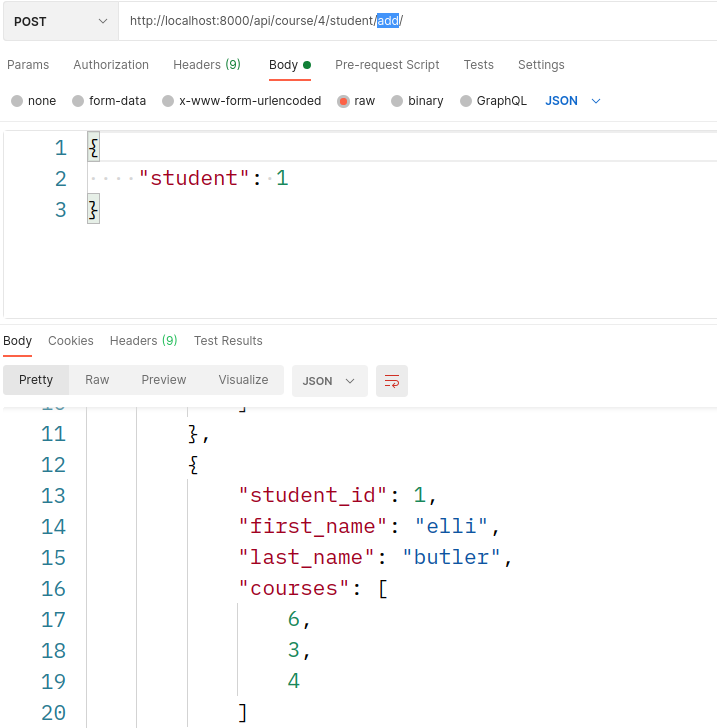 POST http://localhost:8000/api/course/4/student/add/
Params Authorization Headers (9) Body Pre-request Script Tests Settings
none form-data x-www-form-urlencoded raw binary GraphQL JSON
1 {
2 "student": 1
3 }
Body Cookies Headers (9) Test Results
Pretty Raw Preview Visualize JSON
10 ]
11 },
12 {
13 "student_id": 1,
14 "first_name": "elli",
15 "last_name": "butler",
16 "courses": [
17 6,
18 3,
19 4
20 ]